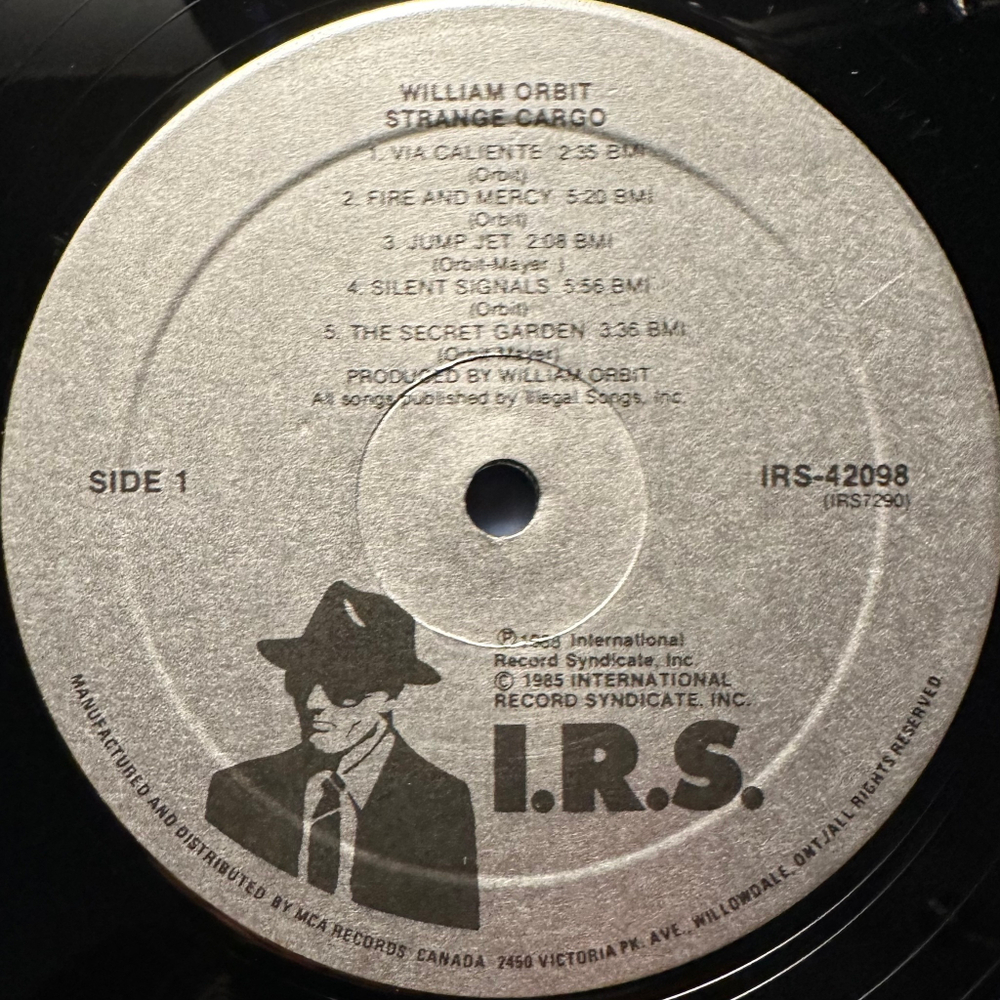 WILLIAM ORBIT
STRANGE CARGO
1. VIA CALIENTE 2:35 BMI
(Orbit)
2. FIRE AND MERCY 5:20 BMI
(Orbit)
3. JUMP JET 2:08 BMI
(Orbit-Mayer )
4. SILENT SIGNALS 5:56 BMI
(Orbit)
5. THE SECRET GARDEN 3:36 BMI
(Orbit-Mayer)
PRODUCED BY WILLIAM ORBIT
All songs published by Illegal Songs, Inc.
SIDE 1
IRS-42098
(IRS7290)
Ⓟ 1988 International
Record Syndicate, Inc.
© 1985 INTERNATIONAL
RECORD SYNDICATE, INC.
I.R.S.
MANUFACTURED AND DISTRIBUTED BY MCA RECORDS CANADA 2450 VICTORIA PK. AVE., WILLOWDALE, ONT./ALL RIGHTS RESERVED